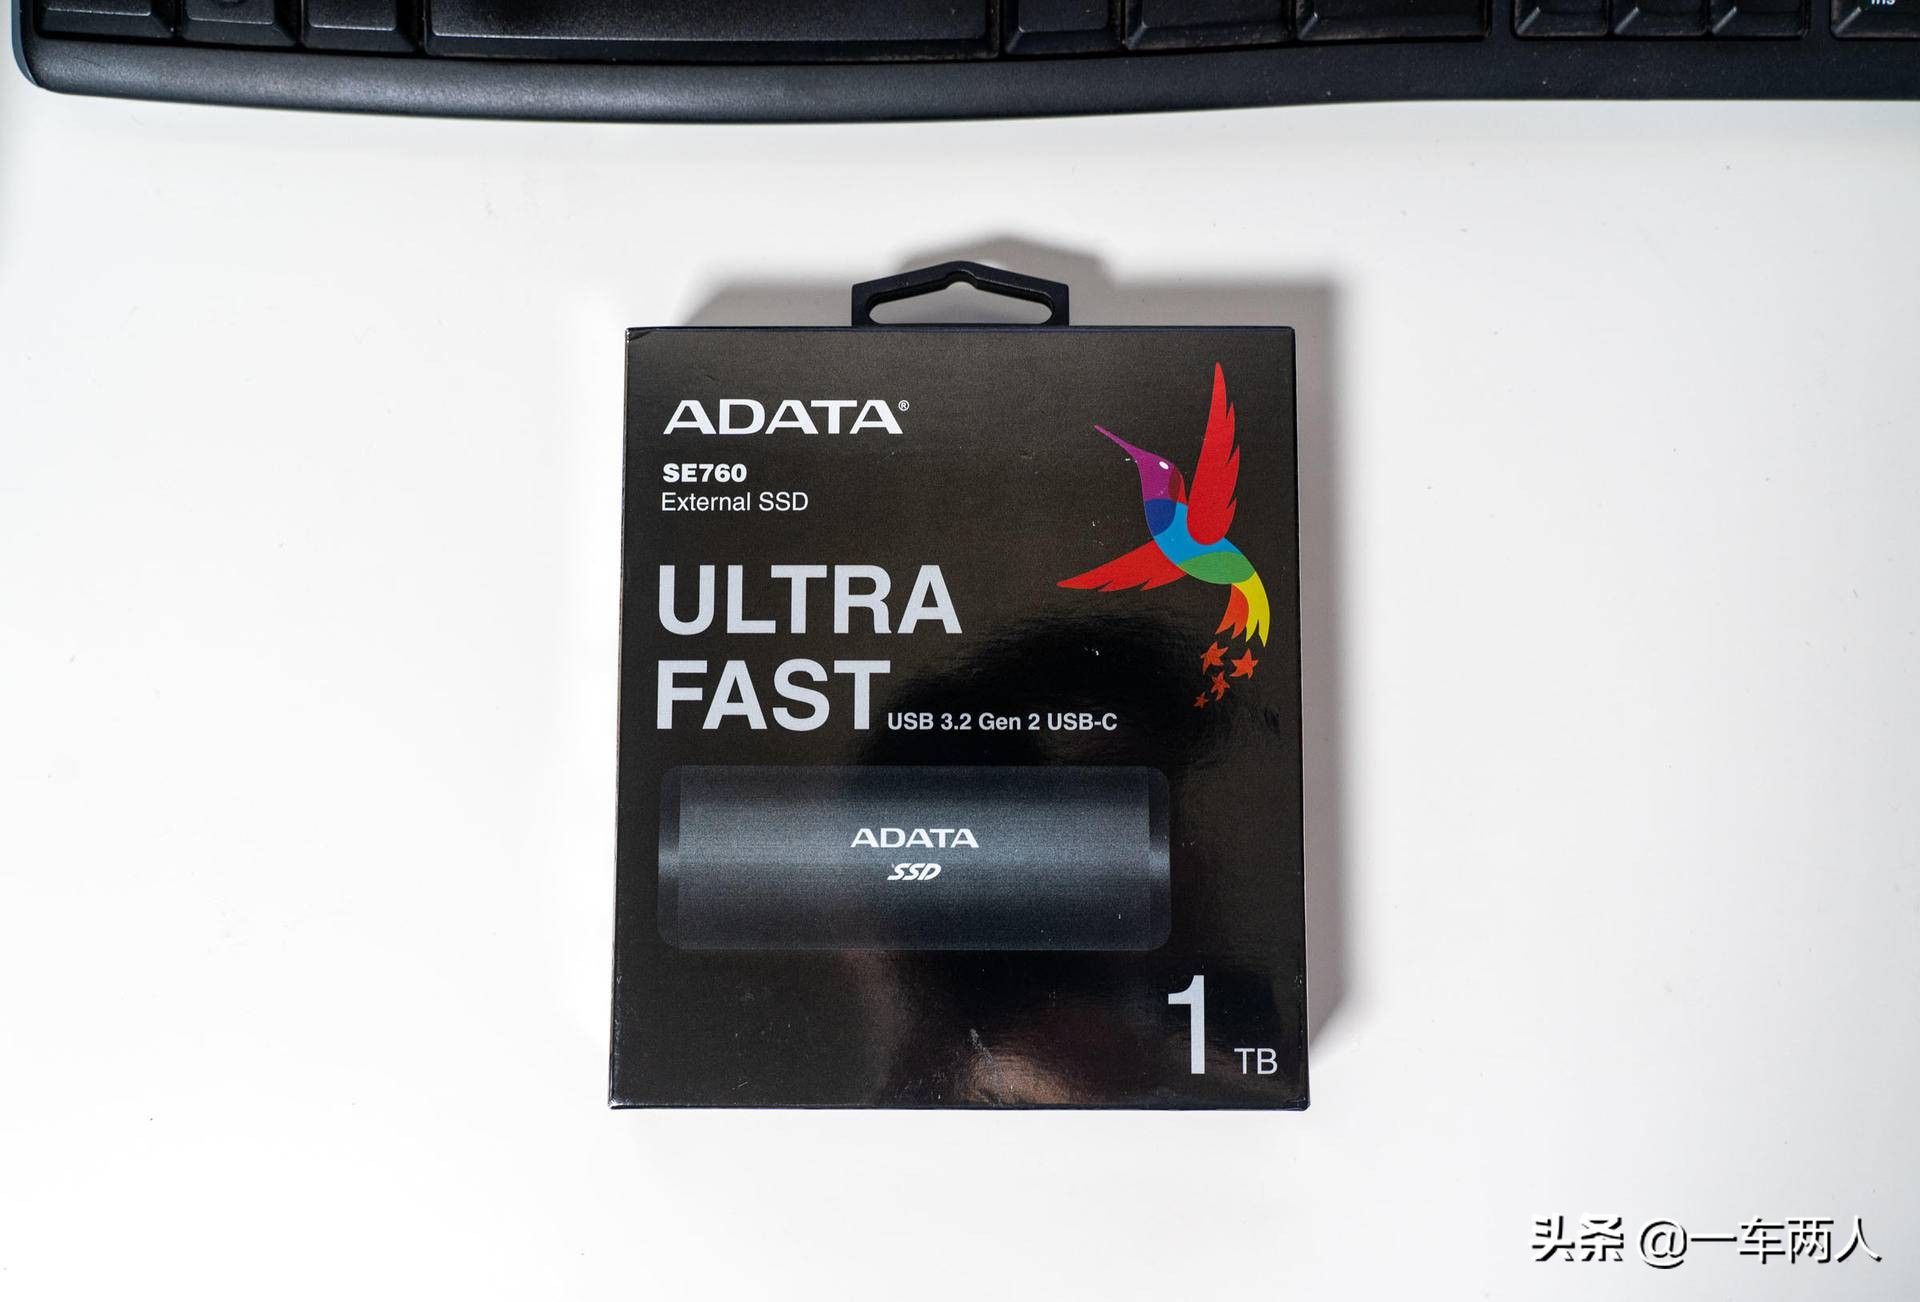 Ins
ADATA®
SE760
External SSD
ULTRA
FAST USB 3.2 Gen 2 USB-C
ADATA
SSD
1 TB
头条 @一车两人